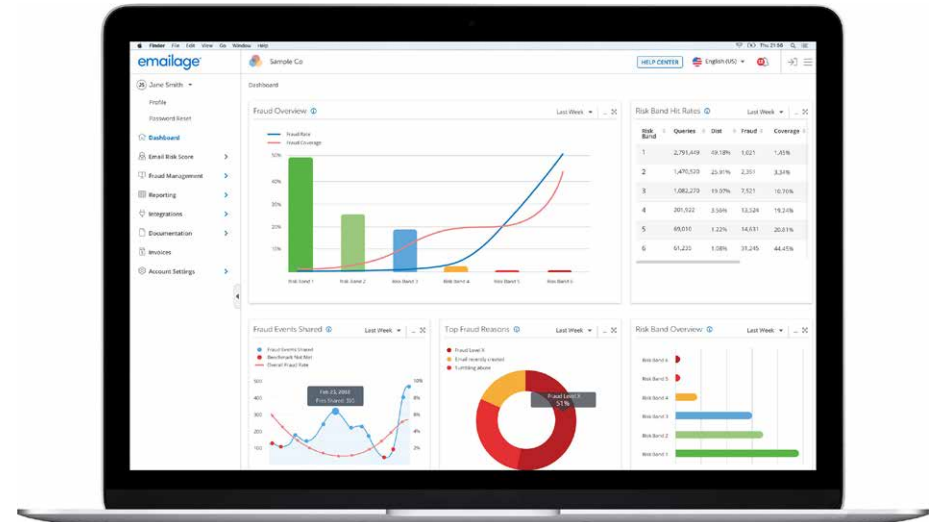 Finder File Edit View Go Window Help
Thu 21:50
emailage
Sample Co
HELP CENTER
English (US)
JS Jane Smith
Dashboard
Profile
Password Reset
Dashboard
Email Risk Score
Fraud Management
Reporting
Integrations
Documentation
Invoices
Account Settings
Fraud Overview
Last Week
Fraud Rate
Fraud Coverage
50%
40%
30%
20%
10%
Risk Band 1 Risk Band 2 Risk Band 3 Risk Band 4 Risk Band 5 Risk Band 6
Risk Band Hit Rates
Last Week
Risk Band Queries Dist Fraud Coverage
1 2,791,449 49.18% 1.45%
2 1,470,520 25.91% 3.34%
3 1,082,270 19.07% 7,521 10.70%
4 201,922 3.56% 13,524 19.24%
5 69,010 1.22% 14,631 20.81%
6 61,235 1.08% 31,245 44.45%
Fraud Events Shared
Last Week
Fraud Events Shared
Benchmark Not Met
Overall Fraud Rate
500
400
300
200
100
10%
8%
6%
4%
2%
Top Fraud Reasons
Last Week
Fraud Level X
Email recently created
Tumbling abuse
Fraud Level X
51%
Risk Band Overview
Last Week
Risk Band 6
Risk Band 5
Risk Band 4
Risk Band 3
Risk Band 2
Risk Band 1